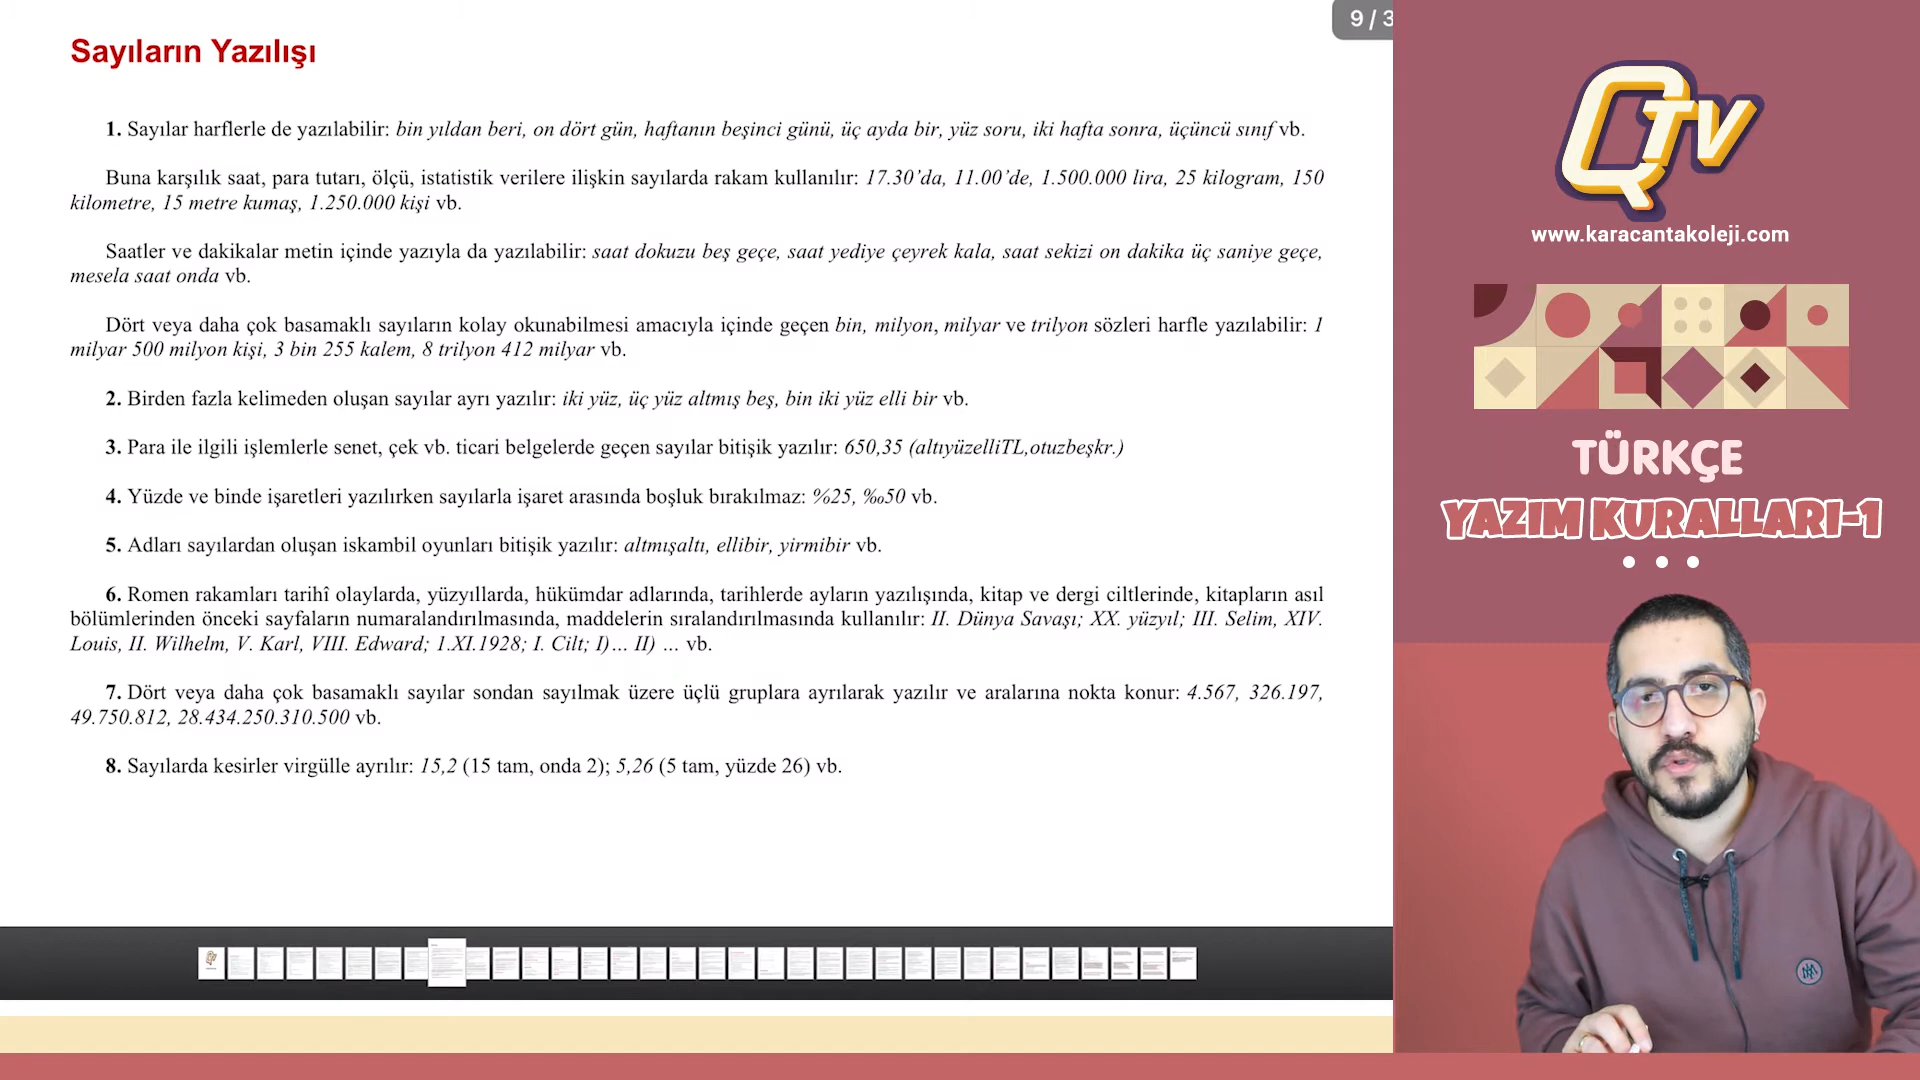 Sayıların Yazılışı
9 / 3
1. Sayılar harflerle de yazılabilir: bin yıldan beri, on dört gün, haftanın beşinci günü, üç ayda bir, yüz soru, iki hafta sonra, üçüncü sınıf vb.
Buna karşılık saat, para tutarı, ölçü, istatistik verilere ilişkin sayılarda rakam kullanılır: 17.30’da, 11.00’de, 1.500.000 lira, 25 kilogram, 150
kilometre, 15 metre kumaş, 1.250.000 kişi vb.
Saatler ve dakikalar metin içinde yazıyla da yazılabilir: saat dokuzu beş geçe, saat yediye çeyrek kala, saat sekizi on dakika üç saniye geçe,
mesela saat onda vb.
Dört veya daha çok basamaklı sayıların kolay okunabilmesi amacıyla içinde geçen bin, milyon, milyar ve trilyon sözleri harfle yazılabilir: 1
milyar 500 milyon kişi, 3 bin 255 kalem, 8 trilyon 412 milyar vb.
2. Birden fazla kelimeden oluşan sayılar ayrı yazılır: iki yüz, üç yüz altmış beş, bin iki yüz elli bir vb.
3. Para ile ilgili işlemlerle senet, çek vb. ticari belgelerde geçen sayılar bitişik yazılır: 650,35 (altıyüzelliTL,otuzbeşkr.)
4. Yüzde ve binde işaretleri yazılırken sayılarla işaret arasında boşluk bırakılmaz: %25, ‰50 vb.
5. Adları sayılardan oluşan iskambil oyunları bitişik yazılır: altmışaltı, ellibir, yirmibir vb.
6. Romen rakamları tarihî olaylarda, yüzyıllarda, hükümdar adlarında, tarihlerde ayların yazılışında, kitap ve dergi ciltlerinde, kitapların asıl
bölümlerinden önceki sayfaların numaralandırılmasında, maddelerin sıralandırılmasında kullanılır: II. Dünya Savaşı; XX. yüzyıl; III. Selim, XIV.
Louis, II. Wilhelm, V. Karl, VIII. Edward; 1.XI.1928; I. Cilt; I)... II) ... vb.
7. Dört veya daha çok basamaklı sayılar sondan sayılmak üzere üçlü gruplara ayrılarak yazılır ve aralarına nokta konur: 4.567, 326.197,
49.750.812, 28.434.250.310.500 vb.
8. Sayılarda kesirler virgülle ayrılır: 15,2 (15 tam, onda 2); 5,26 (5 tam, yüzde 26) vb.
QTV
www.karacantakoleji.com
TÜRKÇE
YAZIM KURALLARI-1